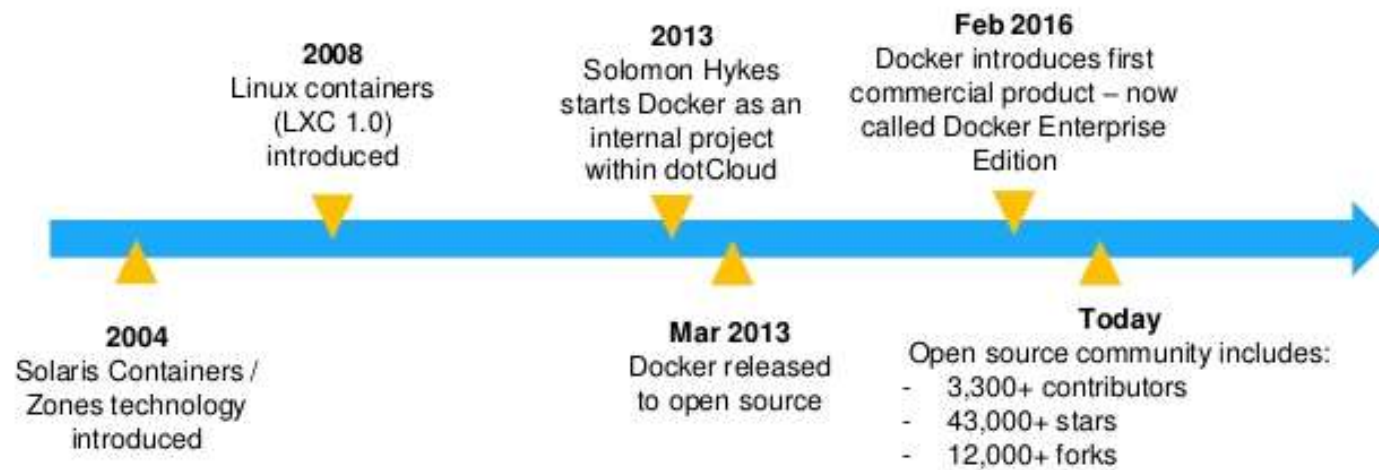 2008
Linux containers
(LXC 1.0)
introduced
2013
Solomon Hykes
starts Docker as an
internal project
within dotCloud
Feb 2016
Docker introduces first
commercial product – now
called Docker Enterprise
Edition
2004
Solaris Containers /
Zones technology
introduced
Mar 2013
Docker released
to open source
Today
Open source community includes:
- 3,300+ contributors
- 43,000+ stars
- 12,000+ forks